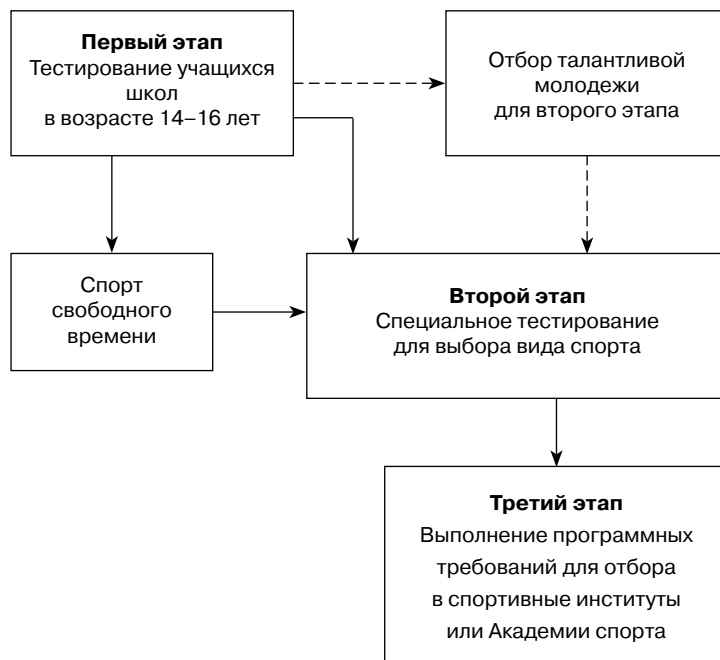 Первый этап
Тестирование учащихся
школ
в возрасте 14–16 лет
Отбор талантливой
молодежи
для второго этапа
Спорт
свободного
времени
Второй этап
Специальное тестирование
для выбора вида спорта
Третий этап
Выполнение программных
требований для отбора
в спортивные институты
или Академии спорта